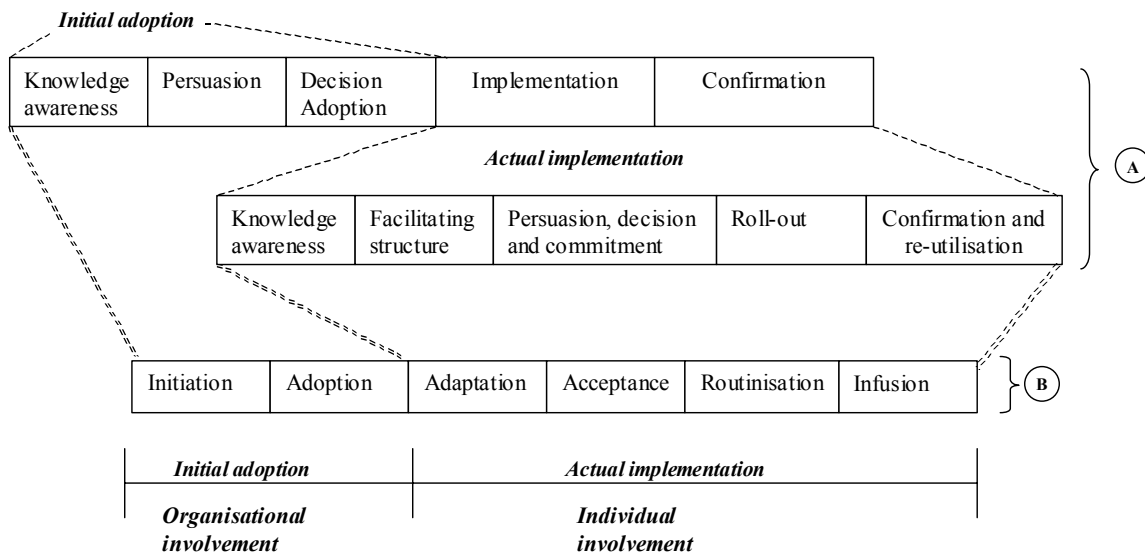 Initial adoption
Knowledge awareness
Persuasion
Decision Adoption
Implementation
Confirmation
Actual implementation
A
Knowledge awareness
Facilitating structure
Persuasion, decision and commitment
Roll-out
Confirmation and re-utilisation
Initiation
Adoption
Adaptation
Acceptance
Routinisation
Infusion
B
Initial adoption
Actual implementation
Organisational involvement
Individual involvement